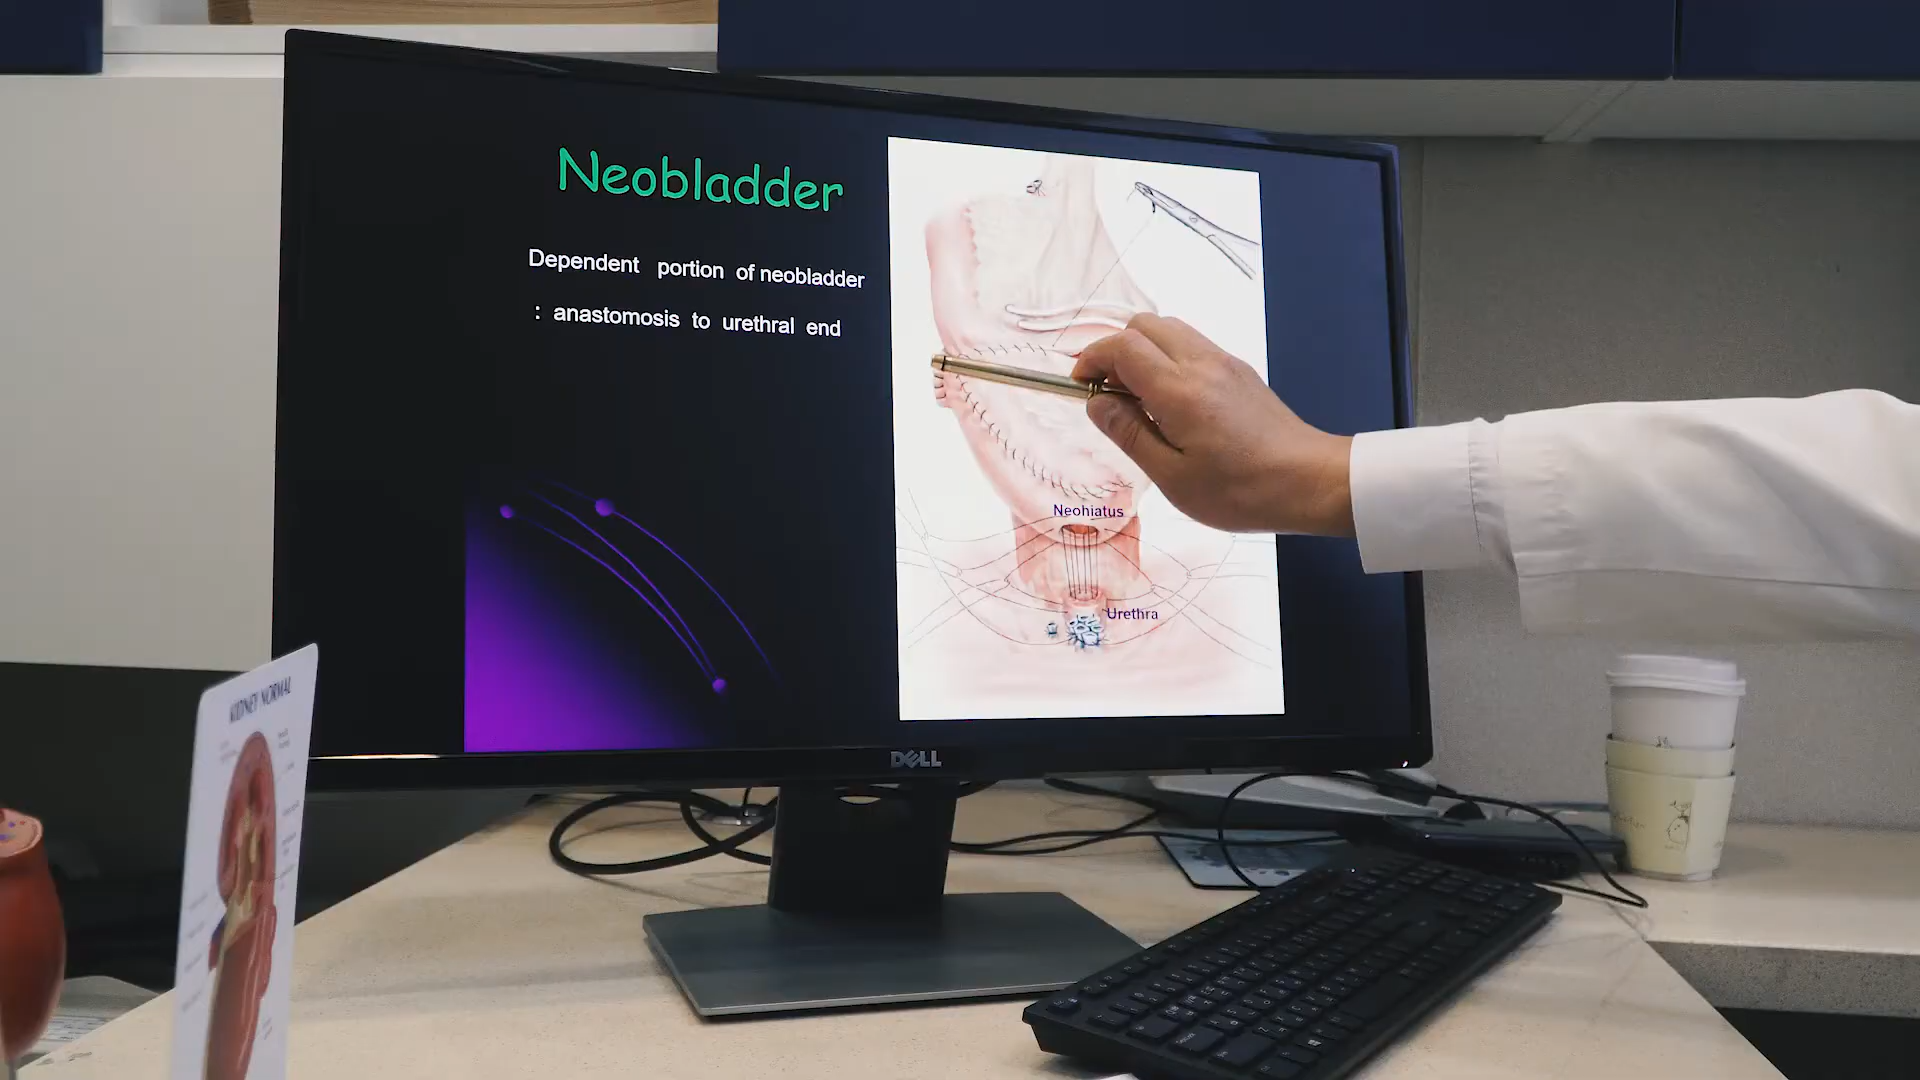 Neobladder
Dependent portion of neobladder
: anastomosis to urethral end
Neohiatus
Urethra
DELL
KIDNEY NORMAL